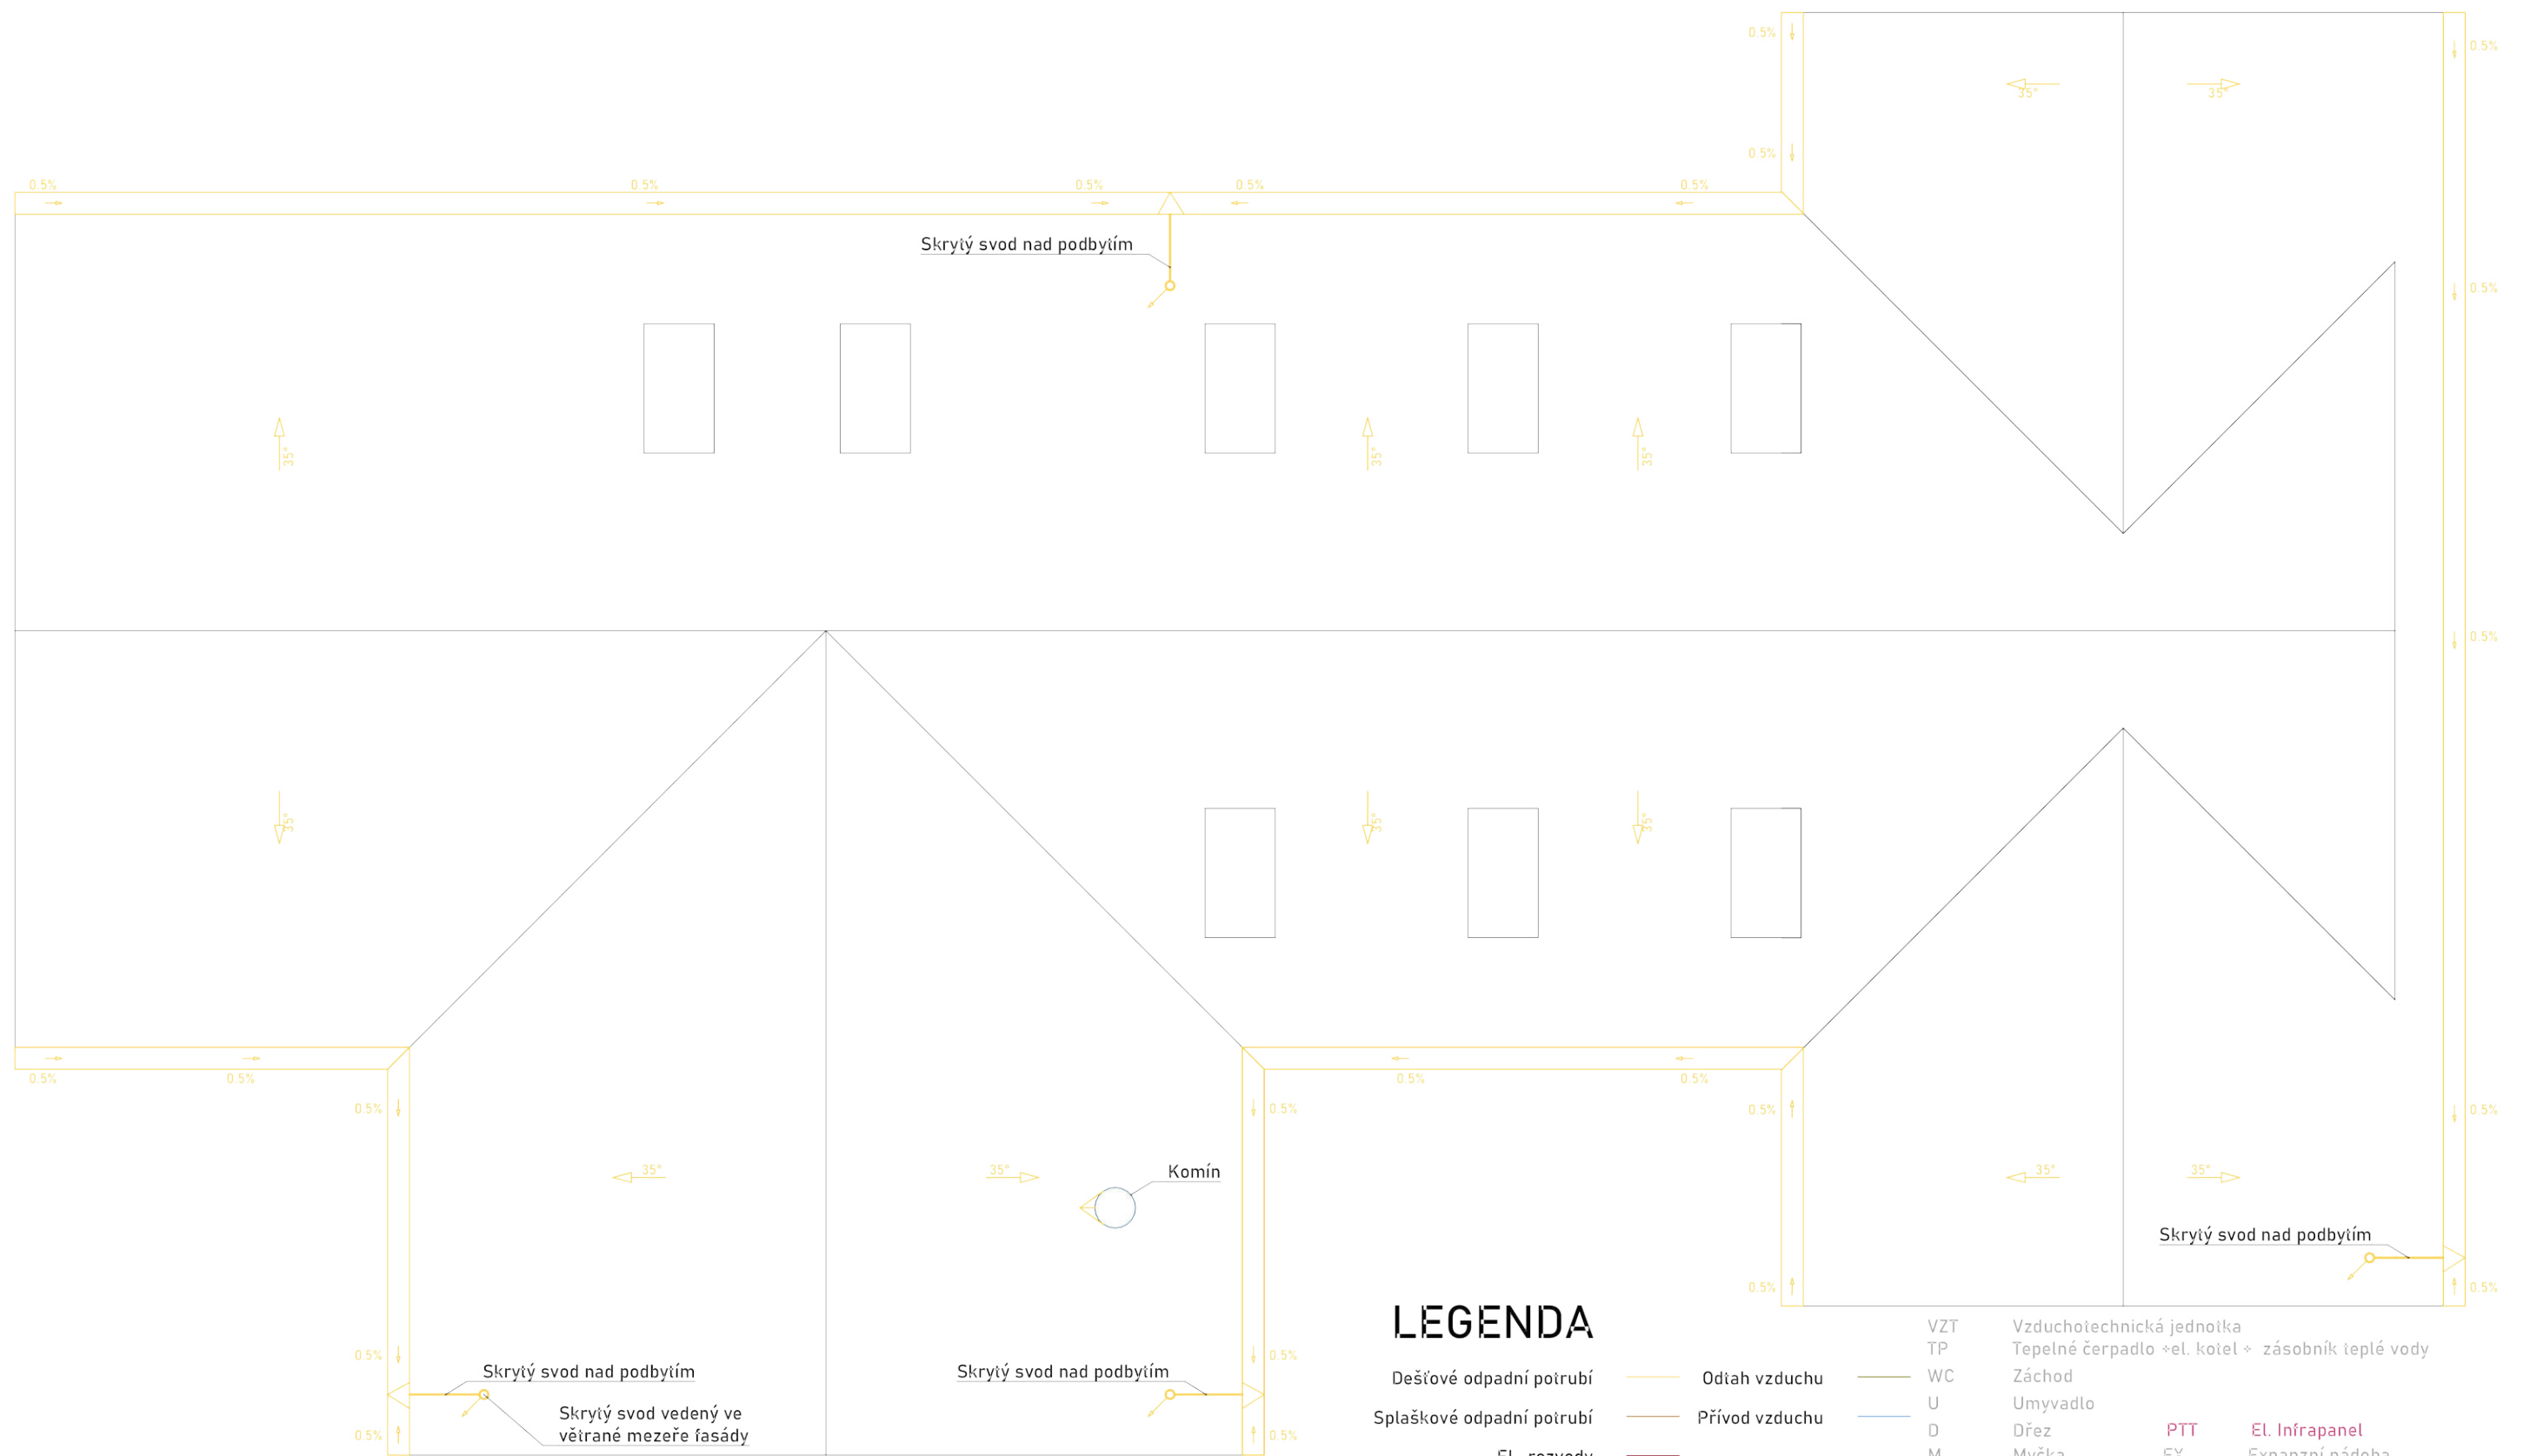 0.5%
0.5%
35°
35°
0.5%
0.5%
0.5%
0.5%
0.5%
0.5%
Skrytý svod nad podbytím
0.5%
35°
35°
35°
0.5%
35°
35°
35°
0.5%
0.5%
0.5%
0.5%
0.5%
0.5%
0.5%
0.5%
35°
35°
35°
35°
Komín
Skrytý svod nad podbytím
0.5%
0.5%
LEGENDA
VZT Vzduchotechnická jednotka
TP Tepelné čerpadlo +el. kotel + zásobník teplé vody
0.5%
0.5%
Skrytý svod nad podbytím
Skrytý svod nad podbytím
Dešťové odpadní potrubí
Odtah vzduchu
WC Záchod
U Umyvadlo
Skrytý svod vedený ve
větrané mezeře fasády
Splaškové odpadní potrubí
Přívod vzduchu
D Dřez
PTT El. Infrapanel
0.5%
0.5%
El. rozvody
M Myčka
Expanzní nádoba